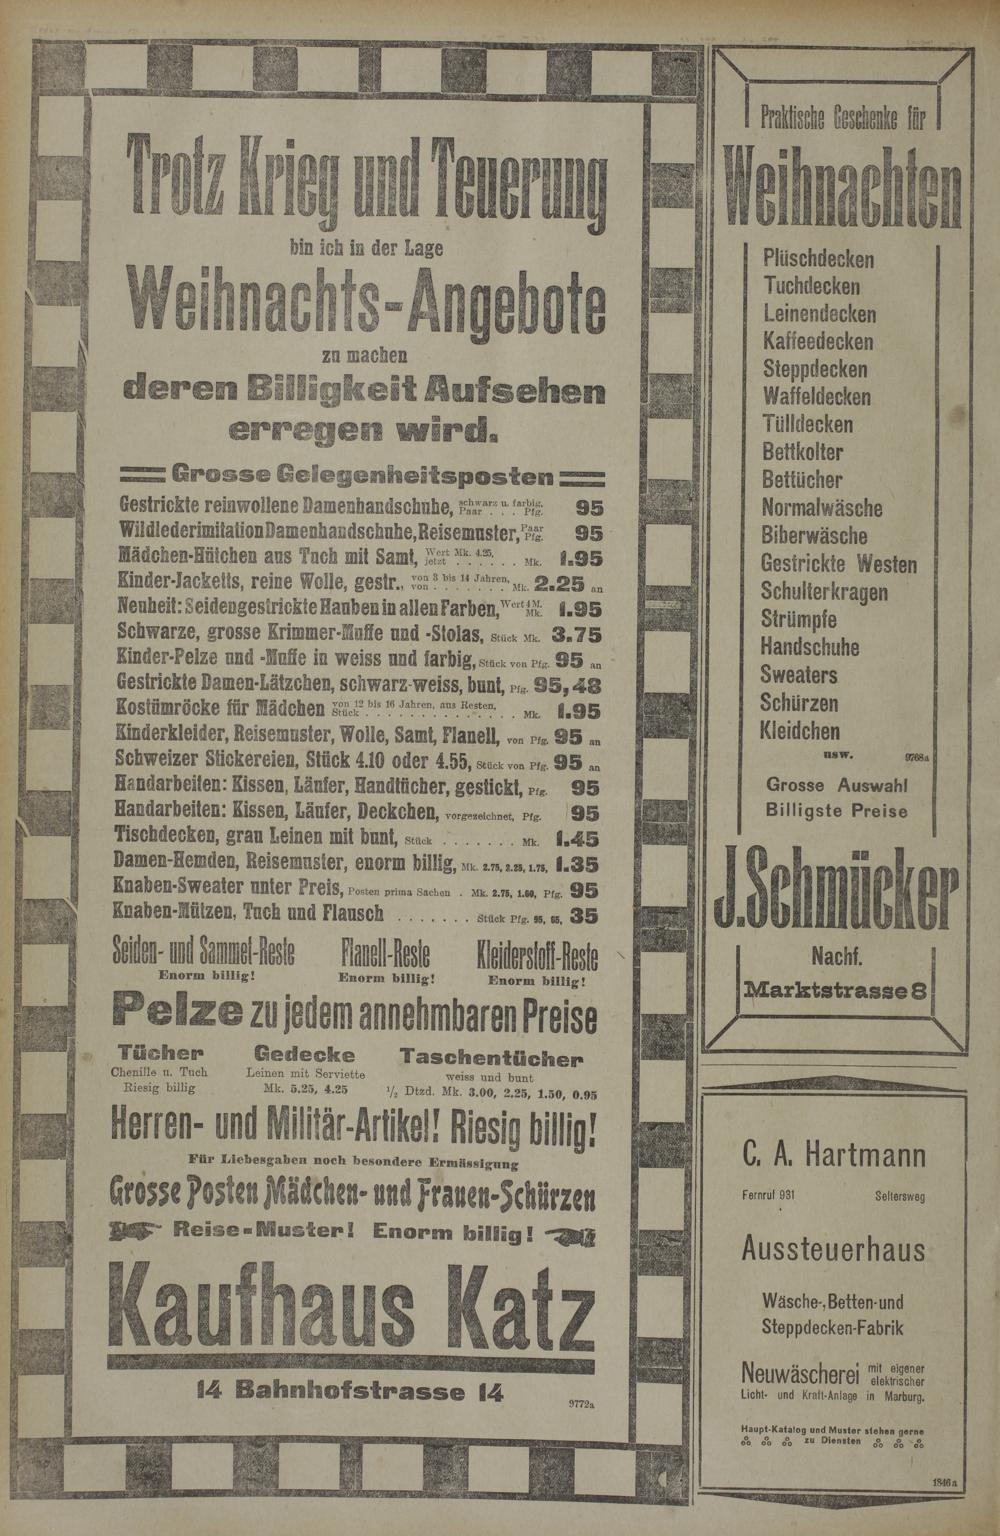 Trotz Krieg und Teuerung
bin ich in der Lage
Weihnachts-Angebote
zu machen
deren Billigkeit Aufsehen
erregen wird.
Grosse Gelegenheitsposten
Gestrickte reinwollene Damenhandschuhe, schwarz u. farbig, Paar . . . Pfg. 95
Wildlederimitation Damenhandschuhe, Reisemuster, Paar Pfg. 95
Mädchen-Hütchen aus Tuch mit Samt, Wert Mk. 4.25, jetzt . . . . . . Mk. 1.95
Kinder-Jacketts, reine Wolle, gestr., von 3 bis 14 Jahren, von . . . . . . . Mk. 2.25 an
Neuheit: Seidengestrickte Hauben in allen Farben, Wert 4 M. Mk. 1.95
Schwarze, grosse Krimmer-Muffe und -Stolas, Stück Mk. 3.75
Kinder-Pelze und -Muffe in weiss und farbig, Stück von Pfg. 95 an
Gestrickte Damen-Lätzchen, schwarz-weiss, bunt, Pfg. 95, 48
Kostümröcke für Mädchen von 12 bis 16 Jahren, aus Resten, Stück . . . . . . . . . . . . . . Mk. 1.95
Kinderkleider, Reisemuster, Wolle, Samt, Flanell, von Pfg. 95 an
Schweizer Stickereien, Stück 4.10 oder 4.55, Stück von Pfg. 95 an
Handarbeiten: Kissen, Läufer, Handtücher, gestickt, Pfg. 95
Handarbeiten: Kissen, Läufer, Deckchen, vorgezeichnet, Pfg. 95
Tischdecken, grau Leinen mit bunt, Stück . . . . . . . Mk. 1.45
Damen-Hemden, Reisemuster, enorm billig, Mk. 2.75, 2.25, 1.75, 1.35
Knaben-Sweater unter Preis, Posten prima Sachen . Mk. 2.75, 1.60, Pfg. 95
Knaben-Mützen, Tuch und Flausch . . . . . . . Stück Pfg. 95, 65, 35
Seiden- und Sammet-Reste Flanell-Reste Kleiderstoff-Reste
Enorm billig! Enorm billig! Enorm billig!
Pelze zu jedem annehmbaren Preise
Tücher Gedecke Taschentücher
Chenille u. Tuch Leinen mit Serviette weiss und bunt
Riesig billig Mk. 5.25, 4.25 1/2 Dtzd. Mk. 3.00, 2.25, 1.50, 0.95
Herren- und Militär-Artikel! Riesig billig!
Für Liebesgaben noch besondere Ermässigung
Grosse Posten Mädchen- und Frauen-Schürzen
Reise-Muster! Enorm billig!
Kaufhaus Katz
14 Bahnhofstrasse 14
9772a
Praktische Geschenke für
Weihnachten
Plüschdecken
Tuchdecken
Leinendecken
Kaffeedecken
Steppdecken
Waffeldecken
Tülldecken
Bettkolter
Bettücher
Normalwäsche
Biberwäsche
Gestrickte Westen
Schulterkragen
Strümpfe
Handschuhe
Sweaters
Schürzen
Kleidchen
usw. 9768a
Grosse Auswahl
Billigste Preise
J. Schmücker
Nachf.
Marktstrasse 8
C. A. Hartmann
Fernruf 931 Seltersweg
Aussteuerhaus
Wäsche-, Betten- und
Steppdecken-Fabrik
Neuwäscherei mit eigener elektrischer
Licht- und Kraft-Anlage in Marburg.
Haupt-Katalog und Muster stehen gerne
zu Diensten
1846a